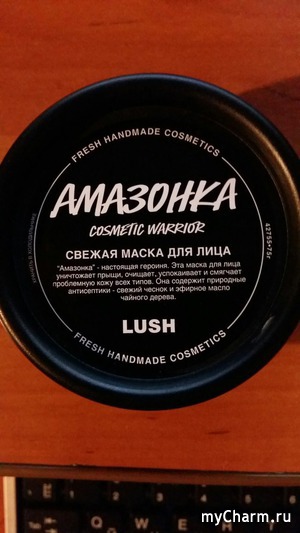 FRESH HANDMADE COSMETICS
АМАЗОНКА
COSMETIC WARRIOR
СВЕЖАЯ МАСКА ДЛЯ ЛИЦА
"Амазонка" - настоящая героиня. Эта маска для лица
уничтожает прыщи, очищает, успокаивает и смягчает
проблемную кожу всех типов. Она содержит природные
антисептики - свежий чеснок и эфирное масло
чайного дерева.
LUSH
FRESH HANDMADE COSMETICS
42755•75г
Q W E R
myCharm.ru